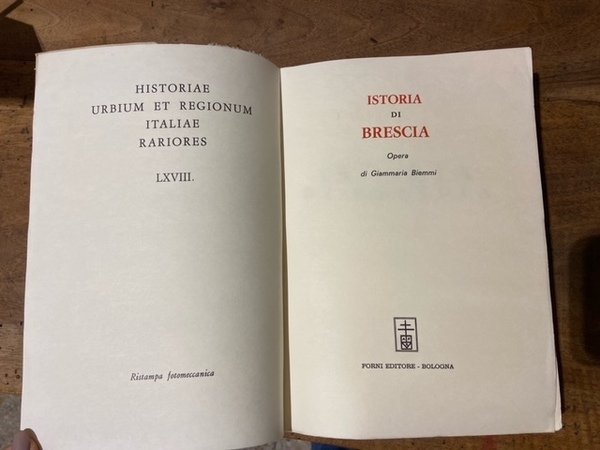 HISTORIAE
URBIUM ET REGIONUM
ITALIAE
RARIORES
LXVIII.
Ristampa fotomeccanica
ISTORIA
DI
BRESCIA
Opera
di Giammaria Biemmi
FORNI EDITORE - BOLOGNA